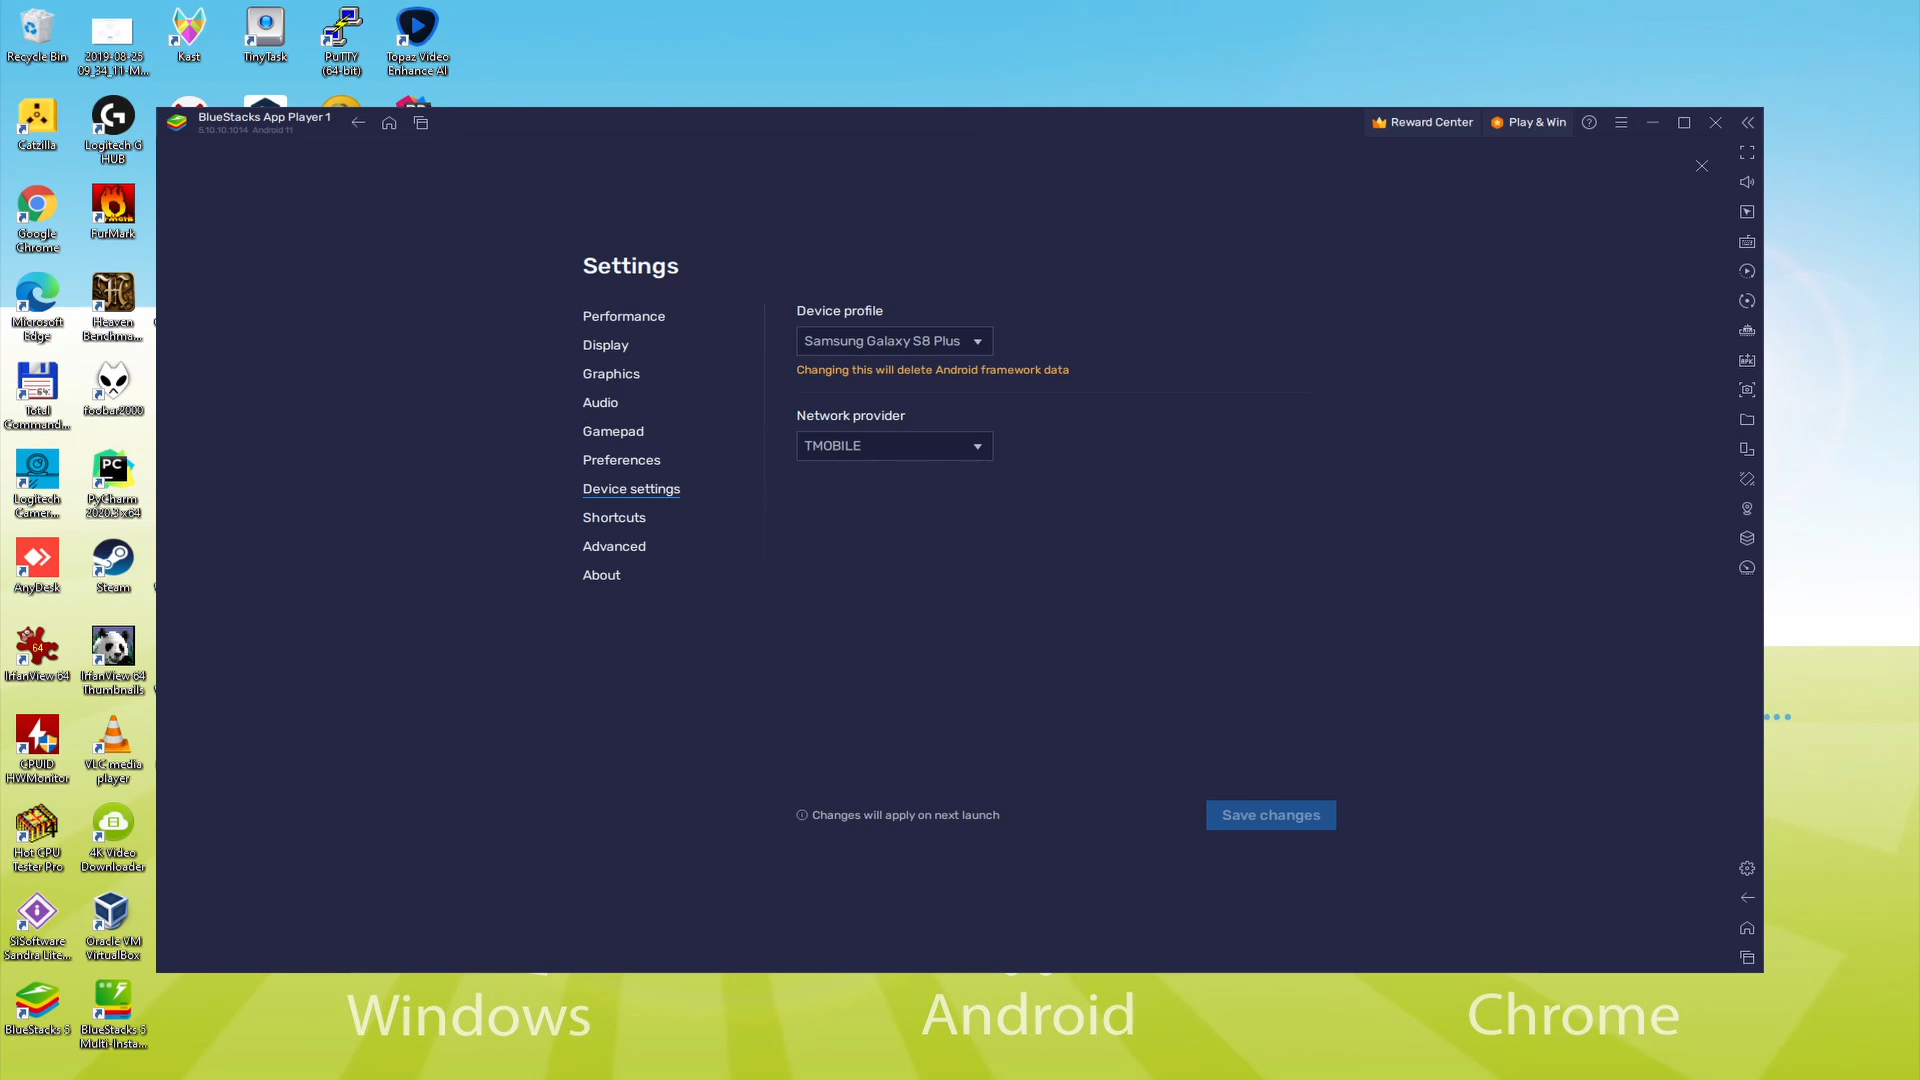 Recycle Bin
2019-08-25
09_34_11-M...
Kast
TinyTask
PuTTY
(64-bit)
Topaz Video
Enhance AI
Catzilla
Logitech G
HUB
Google
Chrome
FurMark
Microsoft
Edge
Heaven
Benchma...
Total
Command...
foobar2000
Logitech
Camer...
PyCharm
2020.3 x64
AnyDesk
Steam
IrfanView 64
IrfanView 64
Thumbnails
CPUID
HWMonitor
VLC media
player
Hot CPU
Tester Pro
4K Video
Downloader
SiSoftware
Sandra Lite...
Oracle VM
VirtualBox
BlueStacks 5
BlueStacks 5
Multi-Insta...
BlueStacks App Player 1
5.10.10.1014 Android 11
Reward Center
Play & Win
Settings
Performance
Display
Graphics
Audio
Gamepad
Preferences
Device settings
Shortcuts
Advanced
About
Device profile
Samsung Galaxy S8 Plus
Changing this will delete Android framework data
Network provider
TMOBILE
Changes will apply on next launch
Save changes
Windows
Android
Chrome